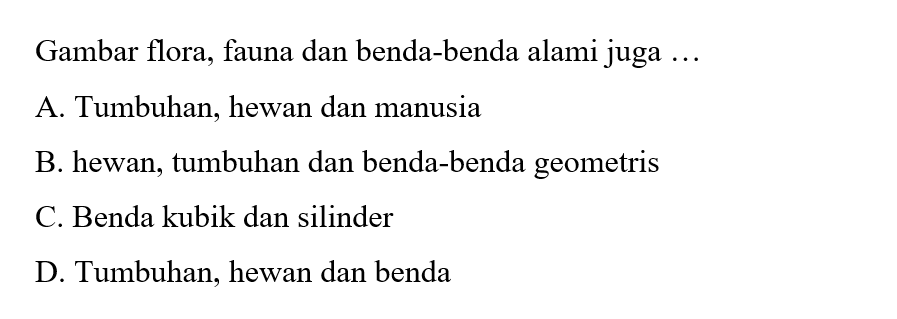 Gambar flora, fauna dan benda-benda alami juga …
A. Tumbuhan, hewan dan manusia
B. hewan, tumbuhan dan benda-benda geometris
C. Benda kubik dan silinder
D. Tumbuhan, hewan dan benda